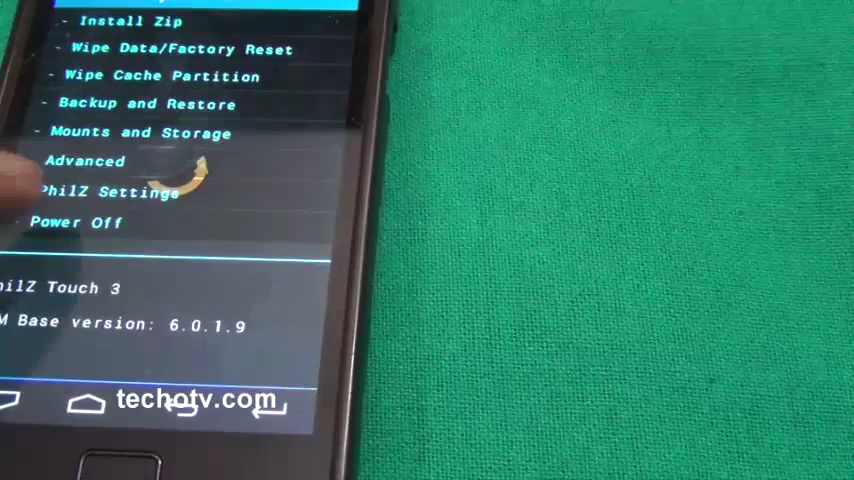 - Install Zip
- Wipe Data/Factory Reset
- Wipe Cache Partition
- Backup and Restore
- Mounts and Storage
Advanced
PhilZ Settings
Power Off
hilZ Touch 3
M Base version: 6.0.1.9
techotv.com